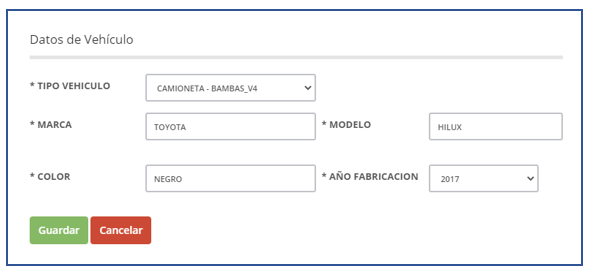 Datos de Vehículo
* TIPO VEHICULO CAMIONETA - BAMBAS_V4
* MARCA TOYOTA * MODELO HILUX
* COLOR NEGRO * AÑO FABRICACION 2017
Guardar Cancelar